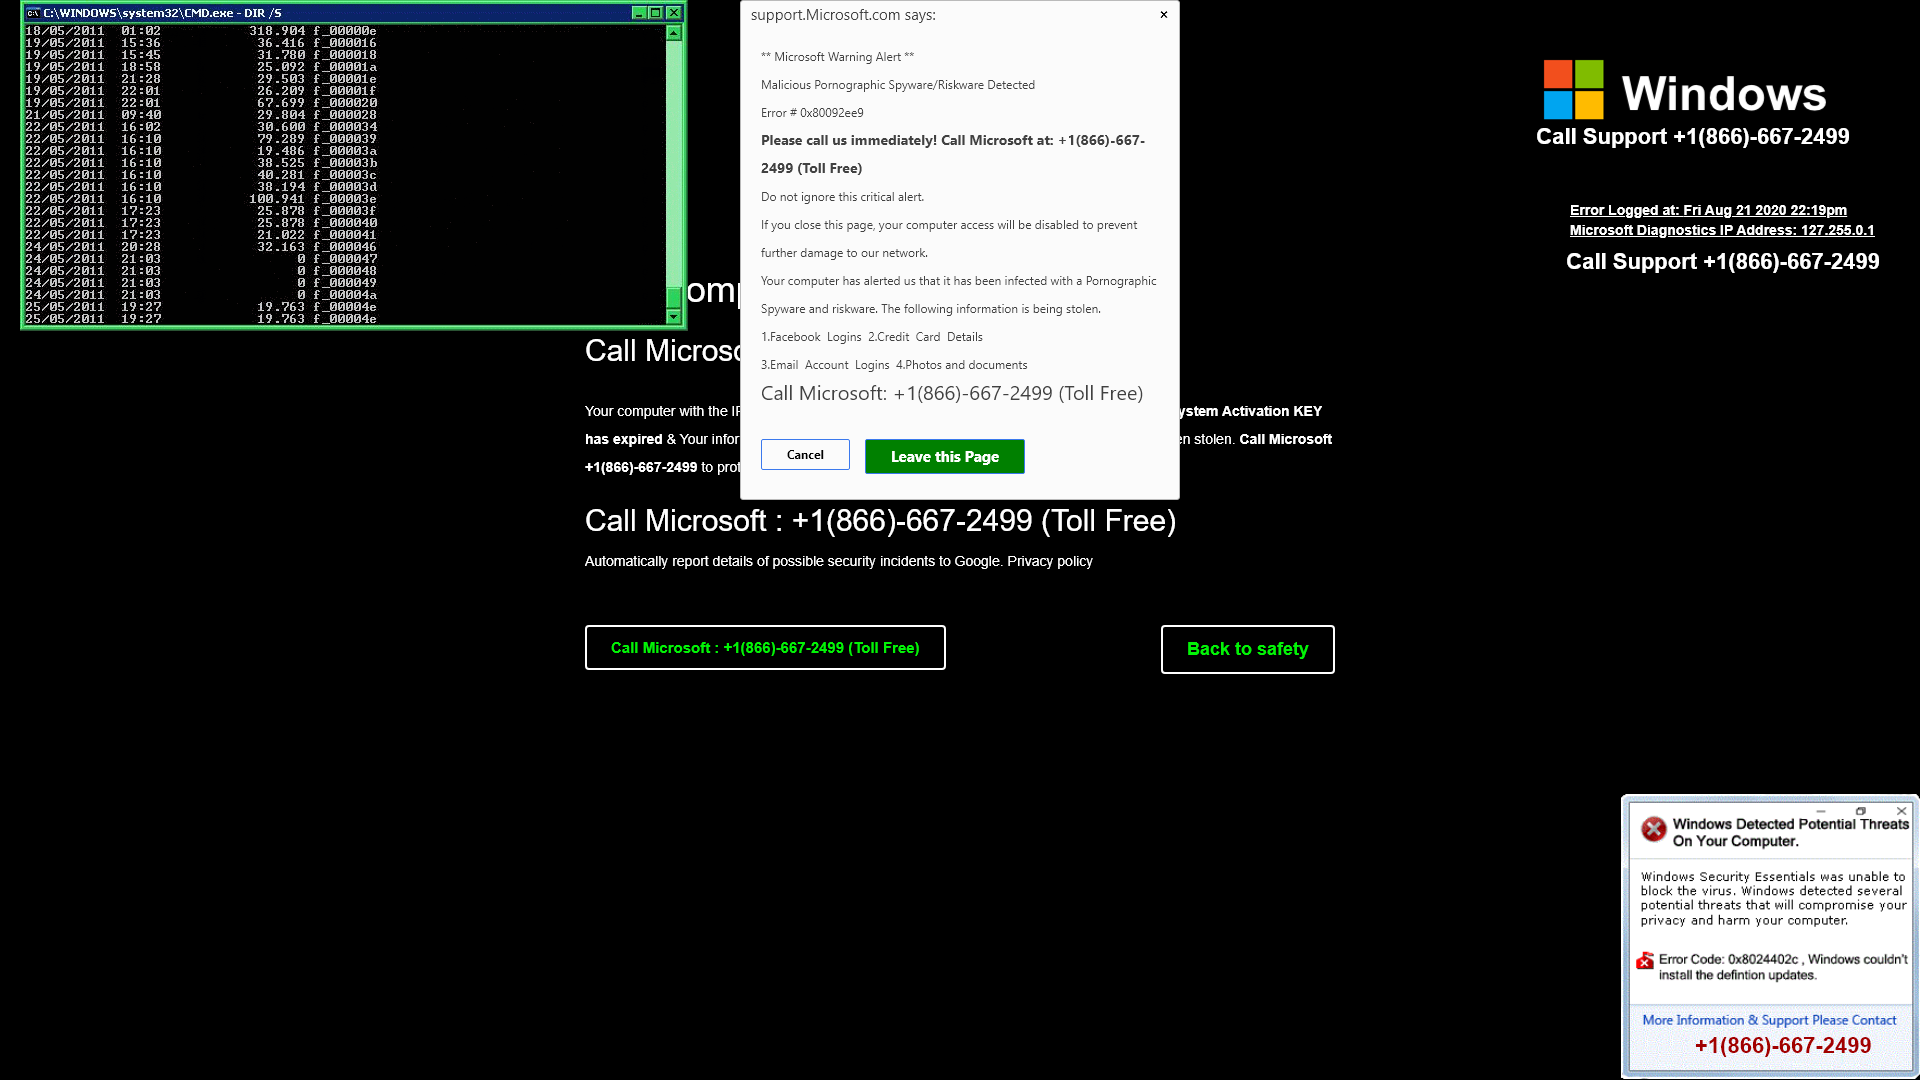 C:\WINDOWS\system32\CMD.exe - DIR /S
18/05/2011 01:02 318.904 f_00000e
19/05/2011 15:36 36.416 f_000016
19/05/2011 15:45 31.780 f_000018
19/05/2011 18:58 25.092 f_00001a
19/05/2011 21:28 29.503 f_00001e
19/05/2011 22:01 26.209 f_00001f
19/05/2011 22:01 67.699 f_000020
21/05/2011 09:40 29.804 f_000028
22/05/2011 16:02 30.600 f_000034
22/05/2011 16:10 79.289 f_000039
22/05/2011 16:10 19.486 f_00003a
22/05/2011 16:10 38.525 f_00003b
22/05/2011 16:10 40.281 f_00003c
22/05/2011 16:10 38.194 f_00003d
22/05/2011 16:10 100.941 f_00003e
22/05/2011 17:23 25.878 f_00003f
22/05/2011 17:23 25.878 f_000040
22/05/2011 17:23 21.022 f_000041
24/05/2011 20:28 32.163 f_000046
24/05/2011 21:03 0 f_000047
24/05/2011 21:03 0 f_000048
24/05/2011 21:03 0 f_000049
24/05/2011 21:03 0 f_00004a
25/05/2011 19:27 19.763 f_00004e
25/05/2011 19:27 19.763 f_00004e
support.Microsoft.com says:
** Microsoft Warning Alert **
Malicious Pornographic Spyware/Riskware Detected
Error # 0x80092ee9
Please call us immediately! Call Microsoft at: +1(866)-667-
2499 (Toll Free)
Do not ignore this critical alert.
If you close this page, your computer access will be disabled to prevent
further damage to our network.
Your computer has alerted us that it has been infected with a Pornographic
Spyware and riskware. The following information is being stolen.
1.Facebook Logins 2.Credit Card Details
3.Email Account Logins 4.Photos and documents
Call Microsoft: +1(866)-667-2499 (Toll Free)
Cancel
Leave this Page
Windows
Call Support +1(866)-667-2499
Error Logged at: Fri Aug 21 2020 22:19pm
Microsoft Diagnostics IP Address: 127.255.0.1
Call Support +1(866)-667-2499
omp
Call Microso
Your computer with the IP ystem Activation KEY
has expired & Your infor en stolen. Call Microsoft
+1(866)-667-2499 to prot
Call Microsoft : +1(866)-667-2499 (Toll Free)
Automatically report details of possible security incidents to Google. Privacy policy
Call Microsoft : +1(866)-667-2499 (Toll Free)
Back to safety
Windows Detected Potential Threats
On Your Computer.
Windows Security Essentials was unable to
block the virus. Windows detected several
potential threats that will compromise your
privacy and harm your computer.
Error Code: 0x8024402c , Windows couldn't
install the defintion updates.
More Information & Support Please Contact
+1(866)-667-2499